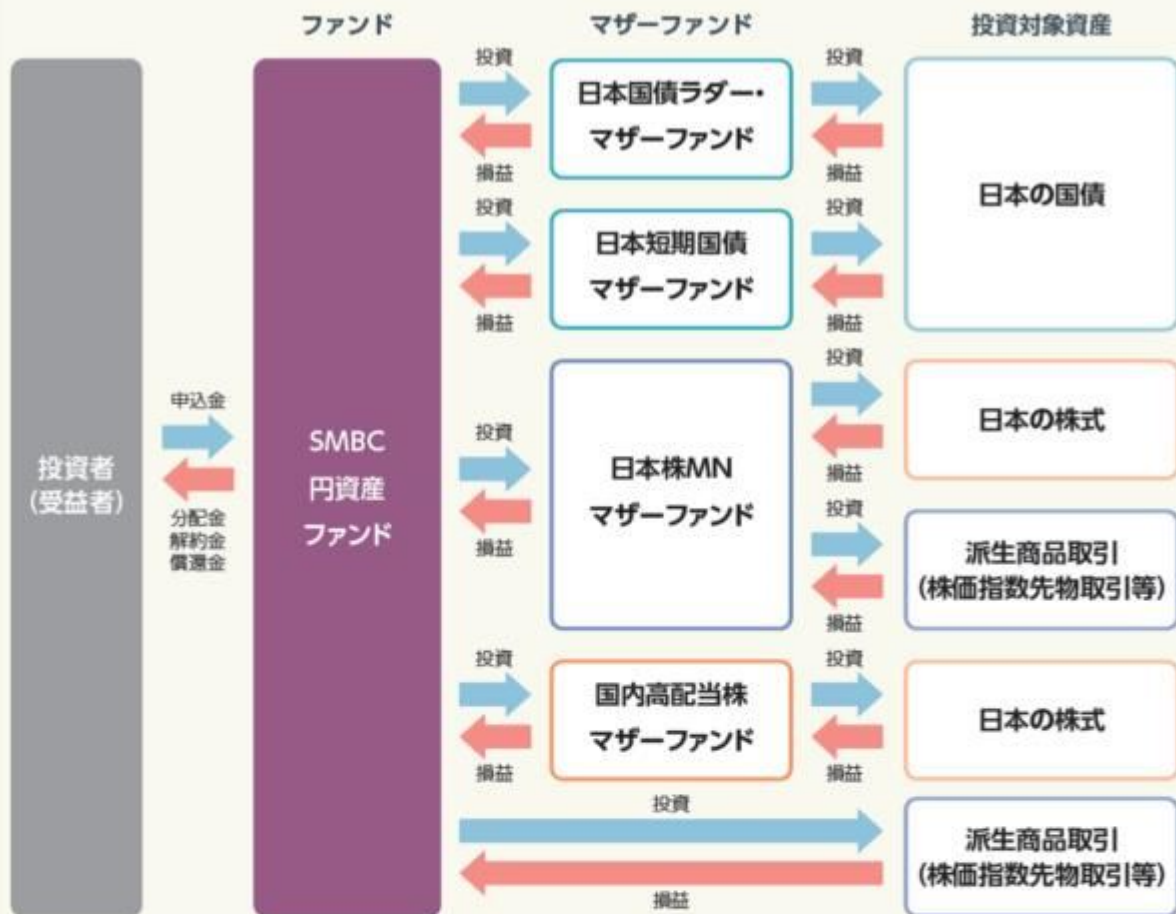 ファンド
マザーファンド
投資対象資産
投資者
(受益者)
申込金
分配金
解約金
償還金
SMBC
円資産
ファンド
投資
損益
日本国債ラダー・
マザーファンド
投資
損益
投資
損益
日本短期国債
マザーファンド
投資
損益
日本の国債
投資
損益
日本株MN
マザーファンド
投資
損益
日本の株式
投資
損益
派生商品取引
(株価指数先物取引等)
投資
損益
国内高配当株
マザーファンド
投資
損益
日本の株式
投資
損益
派生商品取引
(株価指数先物取引等)